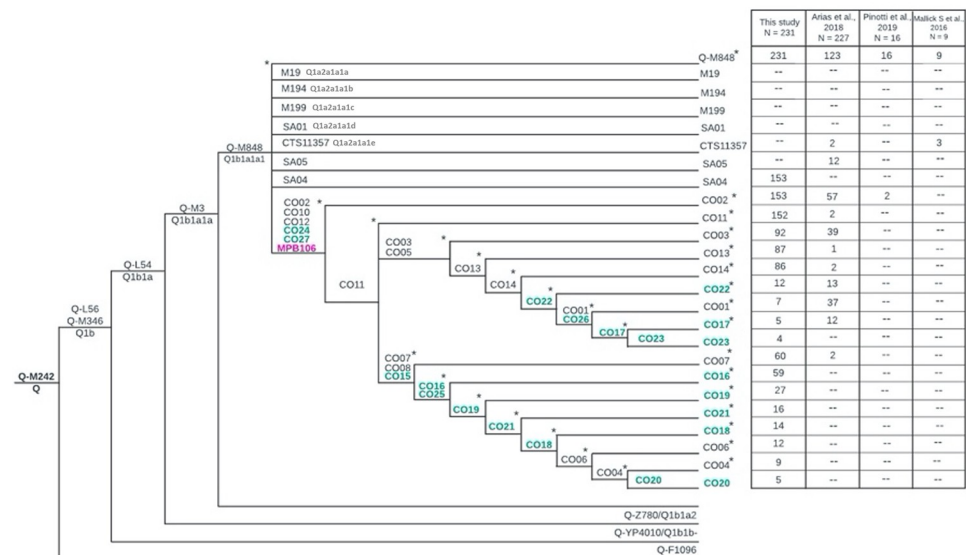 This study
N = 231
Arias et al.,
2018
N = 227
Pinotti et al.,
2019
N = 16
Mallick S et al.,
2016
N = 9
* Q-M848* 231 123 16 9
M19 Q1a2a1a1a M19 -- -- -- --
M194 Q1a2a1a1b M194 -- -- -- --
M199 Q1a2a1a1c M199 -- -- -- --
SA01 Q1a2a1a1d SA01 -- -- -- --
CTS11357 Q1a2a1a1e CTS11357 -- 2 -- 3
SA05 SA05 -- 12 -- --
SA04 SA04 153 -- -- --
Q-M848
Q1b1a1a1
CO02
CO10
CO12
CO24
CO27
MPB106
* CO02* 153 57 2 --
* CO11* 152 2 -- --
Q-M3
Q1b1a1a
CO11
CO03
CO05
* CO03* 92 39 -- --
CO13 * CO13* 87 1 -- --
CO14 * CO14* 86 2 -- --
Q-L54
Q1b1a
CO22 * CO22* 12 13 -- --
CO01
CO26
* CO01* 7 37 -- --
CO17 * CO17* 5 12 -- --
CO23 CO23 4 -- -- --
Q-L56
Q-M346
Q1b
CO07
CO08
CO15
* CO07* 60 2 -- --
CO16
CO25
* CO16* 59 -- -- --
Q-M242
Q
CO19 * CO19* 27 -- -- --
CO21 * CO21* 16 -- -- --
CO18 * CO18* 14 -- -- --
CO06 * CO06* 12 -- -- --
CO04 * CO04* 9 -- -- --
CO20 CO20 5 -- -- --
Q-Z780/Q1b1a2
Q-YP4010/Q1b1b-
Q-F1096